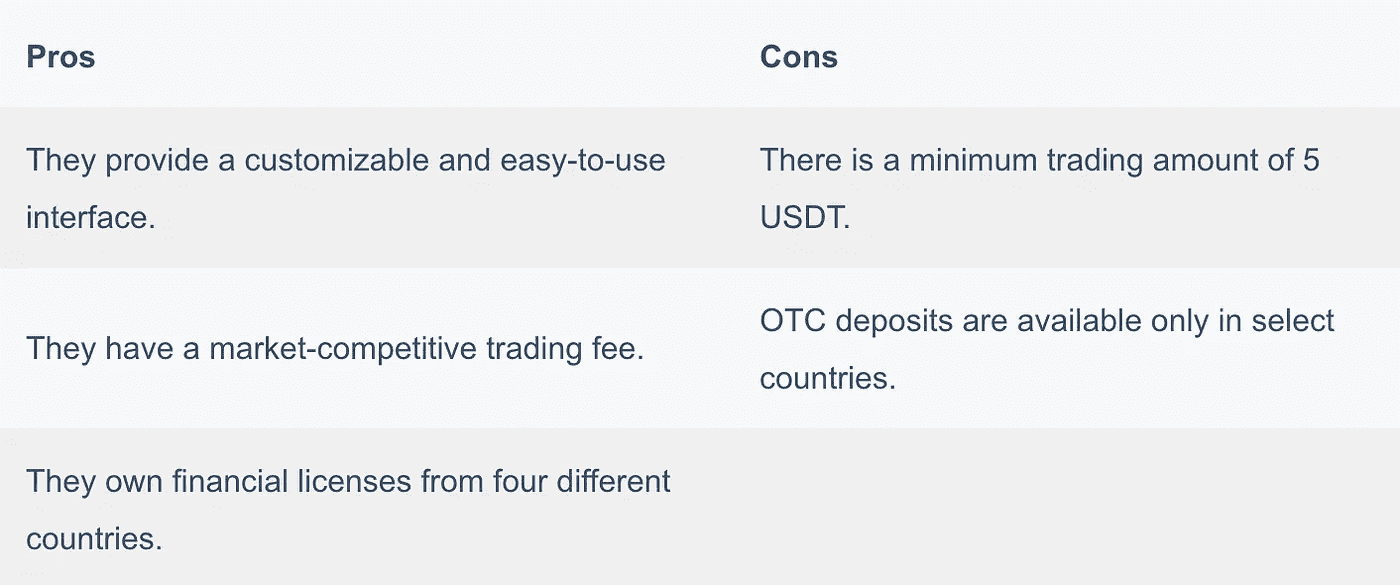 Pros
Cons
They provide a customizable and easy-to-use
interface.
There is a minimum trading amount of 5
USDT.
They have a market-competitive trading fee.
OTC deposits are available only in select
countries.
They own financial licenses from four different
countries.